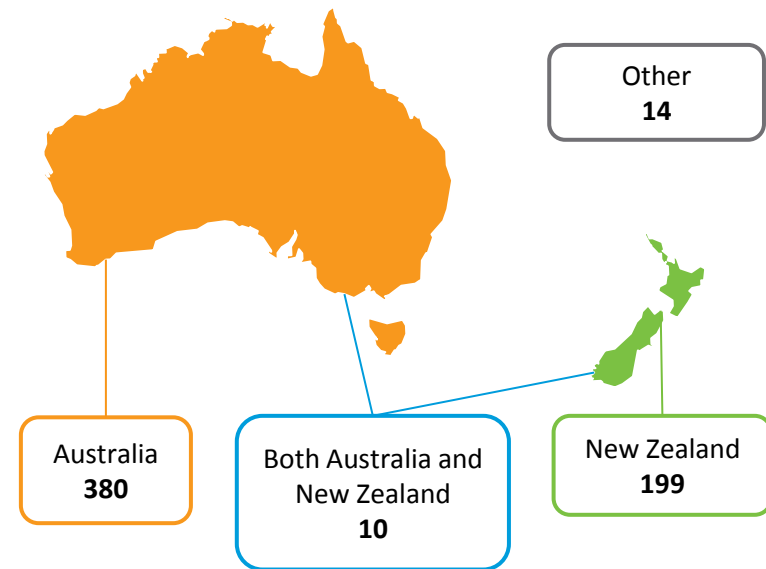 Other
14
Australia
380
Both Australia and
New Zealand
10
New Zealand
199